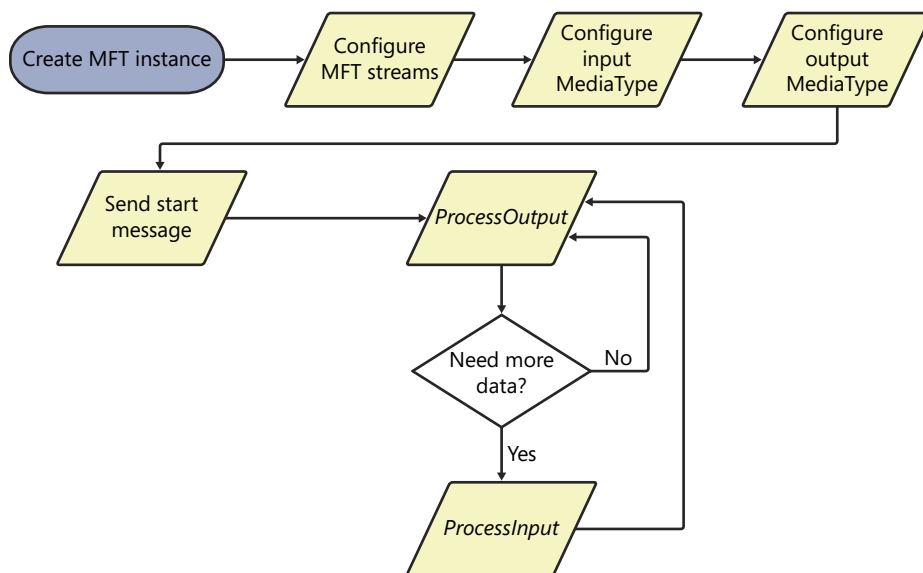 Create MFT instance
Configure
MFT streams
Configure
input
MediaType
Configure
output
MediaType
Send start
message
ProcessOutput
Need more
data?
No
Yes
ProcessInput